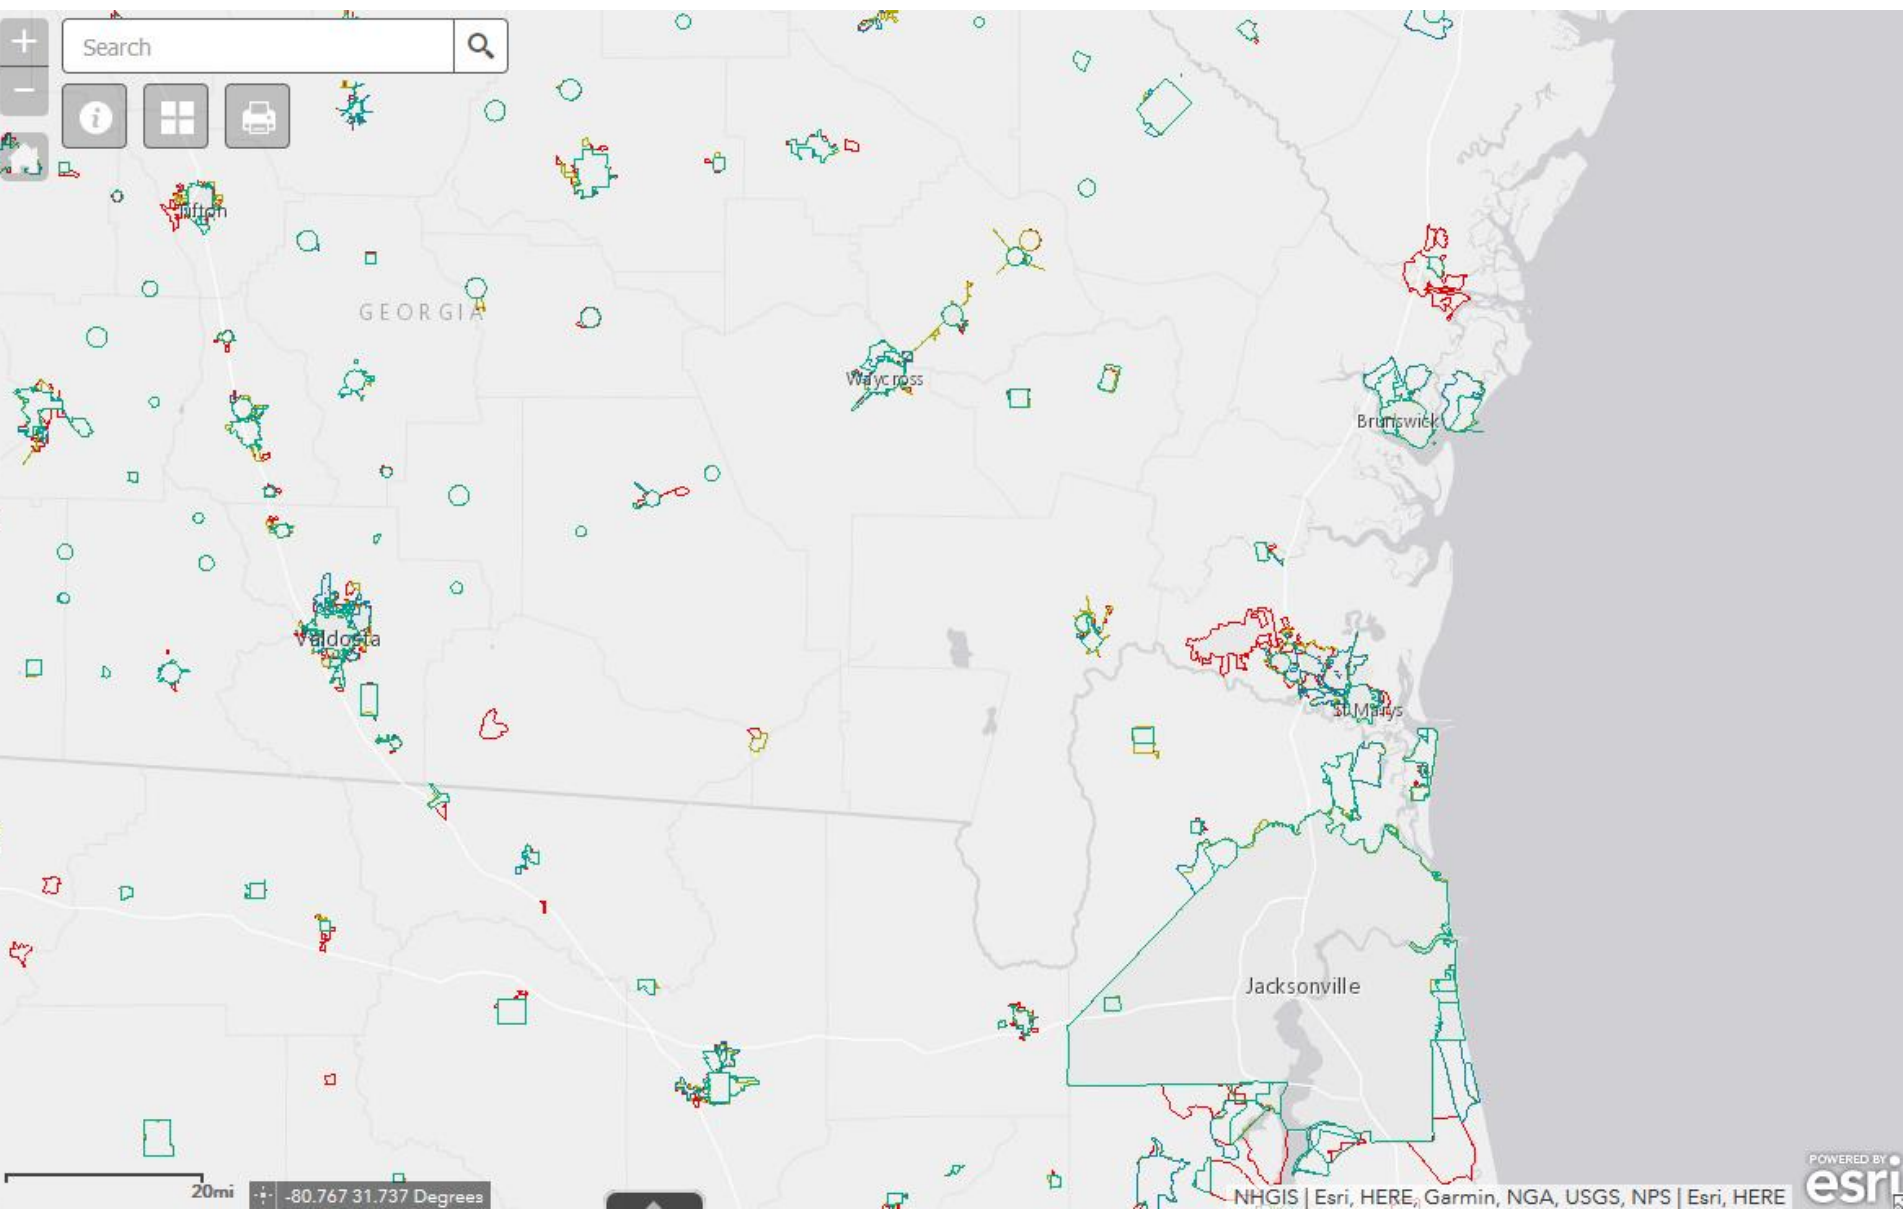 Search
Tifton
GEORGIA
Waycross
Brunswick
Valdosta
St Marys
Jacksonville
20mi
-80.767 31.737 Degrees
NHGIS | Esri, HERE, Garmin, NGA, USGS, NPS | Esri, HERE
POWERED BY
esri